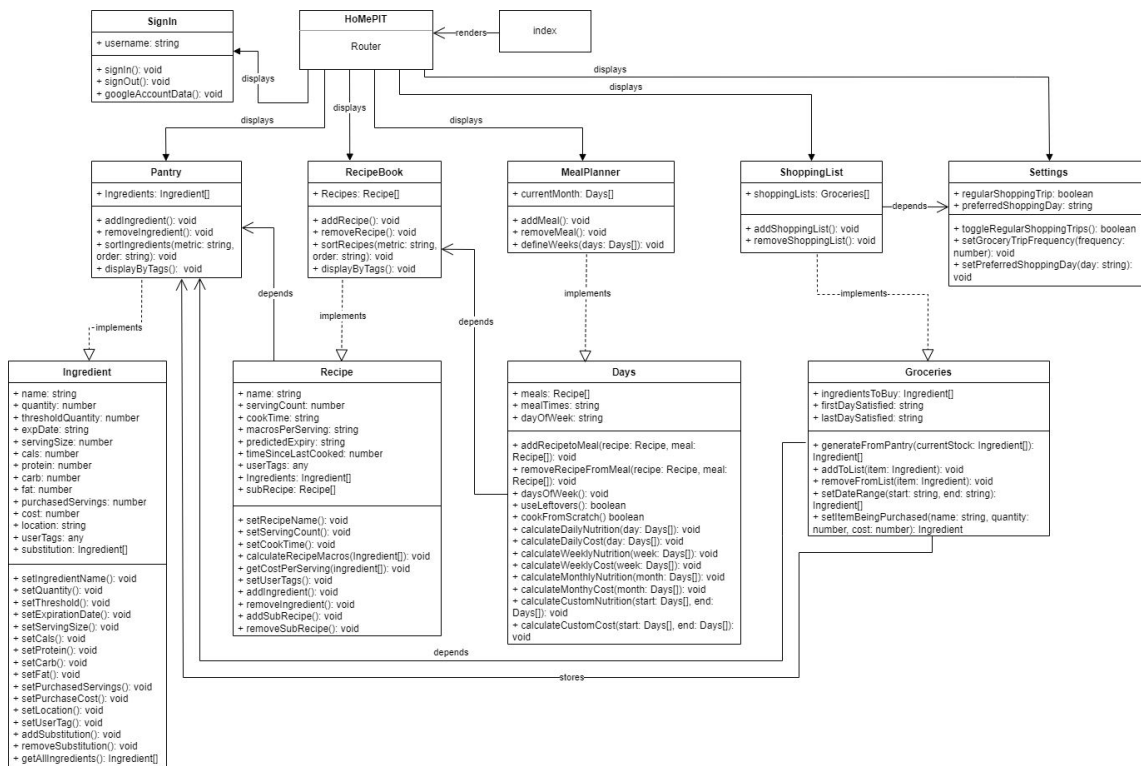 SignIn
+ username: string
+ signIn(): void
+ signOut(): void
+ googleAccountData(): void
HoMePIT
Router
renders
index
displays
displays
displays
displays
displays
displays
Pantry
+ Ingredients: Ingredient[]
+ addIngredient(): void
+ removeIngredient(): void
+ sortIngredients(metric: string,
order: string): void
+ displayByTags(): void
RecipeBook
+ Recipes: Recipe[]
+ addRecipe(): void
+ removeRecipe(): void
+ sortRecipes(metric: string,
order: string): void
+ displayByTags(): void
MealPlanner
+ currentMonth: Days[]
+ addMeal(): void
+ removeMeal(): void
+ defineWeeks(days: Days[]): void
ShoppingList
+ shoppingLists: Groceries[]
+ addShoppingList(): void
+ removeShoppingList(): void
depends
Settings
+ regularShoppingTrip: boolean
+ preferredShoppingDay: string
+ toggleRegularShoppingTrips(): boolean
+ setGroceryTripFrequency(frequency:
number): void
+ setPreferredShoppingDay(day: string):
void
implements
depends
implements
depends
implements
implements
Ingredient
+ name: string
+ quantity: number
+ thresholdQuantity: number
+ expDate: string
+ servingSize: number
+ cals: number
+ protein: number
+ carb: number
+ fat: number
+ purchasedServings: number
+ cost: number
+ location: string
+ userTags: any
+ substitution: Ingredient[]
+ setIngredientName(): void
+ setQuantity(): void
+ setThreshold(): void
+ setExpirationDate(): void
+ setServingSize(): void
+ setCals(): void
+ setProtein(): void
+ setCarb(): void
+ setFat(): void
+ setPurchasedServings(): void
+ setPurchaseCost(): void
+ setLocation(): void
+ setUserTag(): void
+ addSubstitution(): void
+ removeSubstitution(): void
+ getAllIngredients(): Ingredient[]
Recipe
+ name: string
+ servingCount: number
+ cookTime: string
+ macrosPerServing: string
+ predictedExpiry: string
+ timeSinceLastCooked: number
+ userTags: any
+ Ingredients: Ingredient[]
+ subRecipe: Recipe[]
+ setRecipeName(): void
+ setServingCount(): void
+ setCookTime(): void
+ calculateRecipeMacros(Ingredient[]): void
+ getCostPerServing(ingredient[]): void
+ setUserTags(): void
+ addIngredient(): void
+ removeIngredient(): void
+ addSubRecipe(): void
+ removeSubRecipe(): void
Days
+ meals: Recipe[]
+ mealTimes: string
+ dayOfWeek: string
+ addRecipetoMeal(recipe: Recipe, meal:
Recipe[]): void
+ removeRecipeFromMeal(recipe: Recipe, meal:
Recipe[]): void
+ daysOfWeek(): void
+ useLeftovers(): boolean
+ cookFromScratch() boolean
+ calculateDailyNutrition(day: Days[]): void
+ calculateDailyCost(day: Days[]): void
+ calculateWeeklyNutrition(week: Days[]): void
+ calculateWeeklyCost(week: Days[]): void
+ calculateMonthlyNutrition(month: Days[]): void
+ calculateMonthyCost(month: Days[]): void
+ calculateCustomNutrition(start: Days[], end:
Days[]): void
+ calculateCustomCost(start: Days[], end: Days[]):
void
Groceries
+ ingredientsToBuy: Ingredient[]
+ firstDaySatisfied: string
+ lastDaySatisfied: string
+ generateFromPantry(currentStock: Ingredient[]):
Ingredient[]
+ addToList(item: Ingredient): void
+ removeFromList(item: Ingredient): void
+ setDateRange(start: string, end: string):
Ingredient[]
+ setItemBeingPurchased(name: string, quantity:
number, cost: number): Ingredient
depends
stores